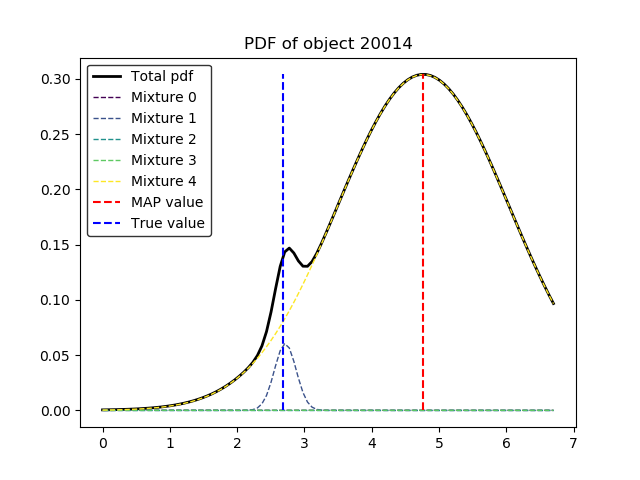 PDF of object 20014
Total pdf
Mixture 0
Mixture 1
Mixture 2
Mixture 3
Mixture 4
MAP value
True value
0.30
0.25
0.20
0.15
0.10
0.05
0.00
0 1 2 3 4 5 6 7